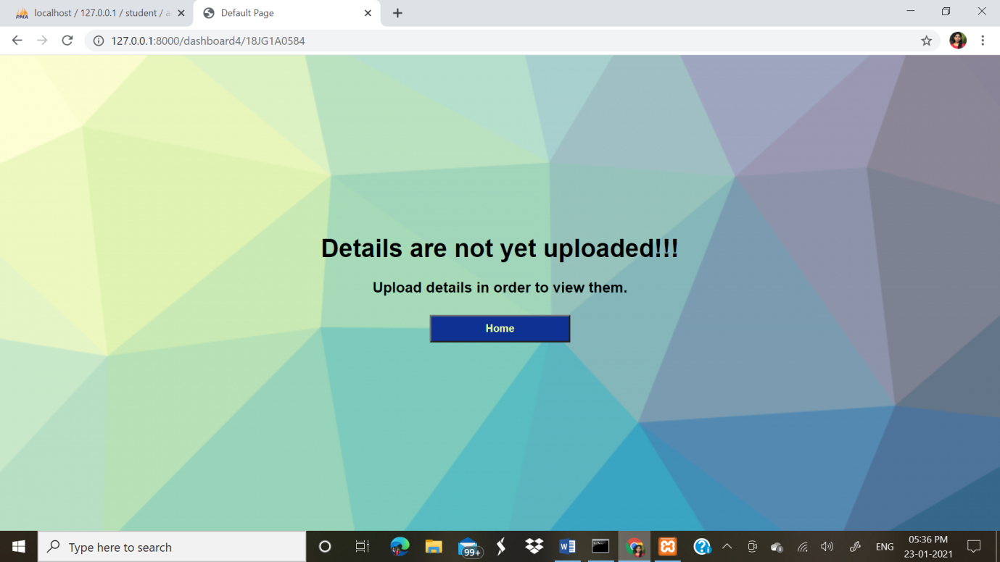 PMA
localhost / 127.0.0.1 / student / a
Default Page
127.0.0.1:8000/dashboard4/18JG1A0584
Details are not yet uploaded!!!
Upload details in order to view them.
Home
Type here to search
99+
ENG
05:36 PM
23-01-2021